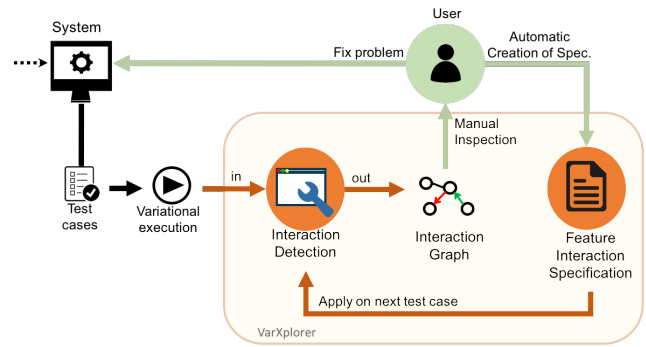 User
System
Fix problem
Automatic
Creation of Spec.
Manual
Inspection
in
out
Test
cases
Variational
execution
Interaction
Detection
Interaction
Graph
Feature
Interaction
Specification
Apply on next test case
VarXplorer